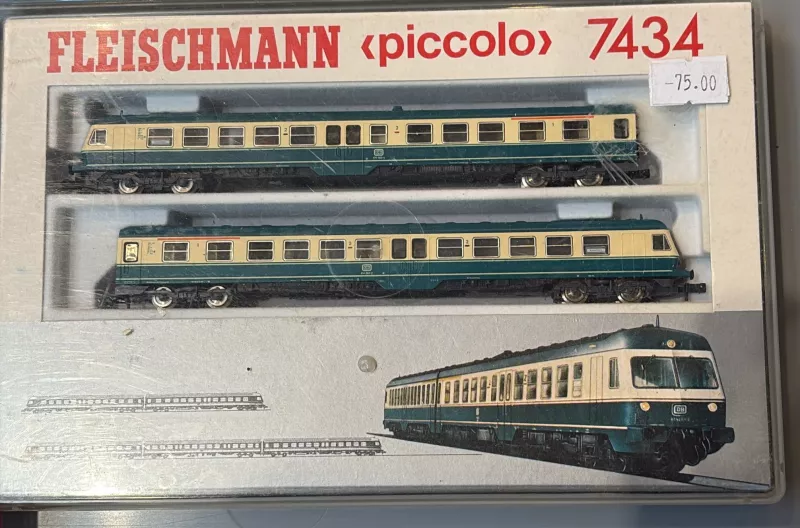 FLEISCHMANN ‹piccolo› 7434
-75.00
DB